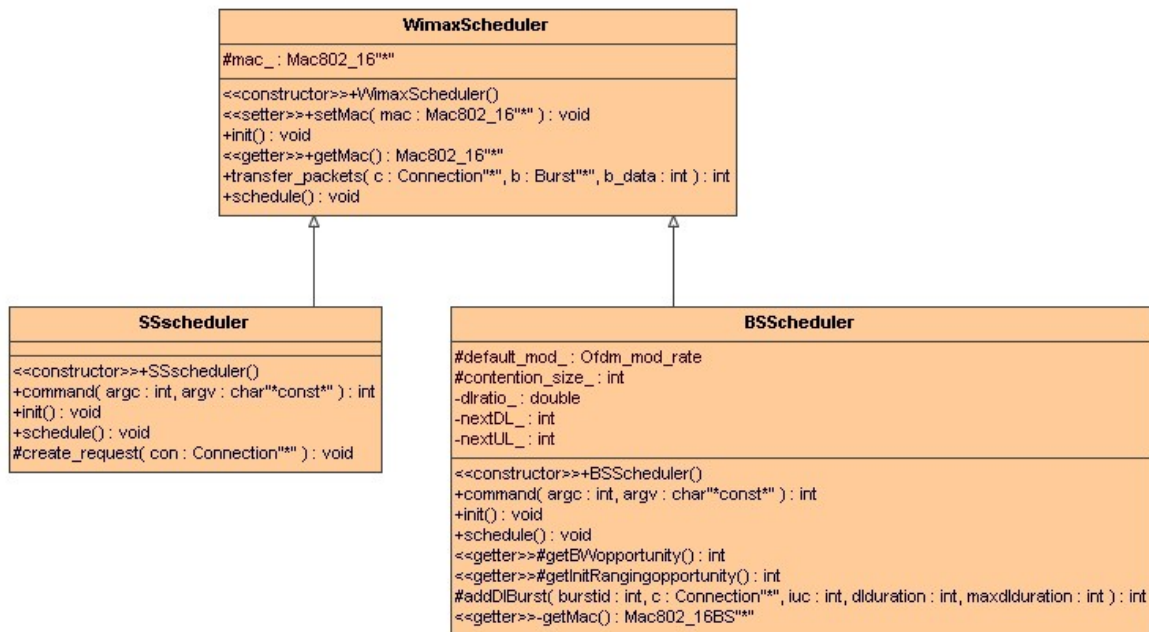 WimaxScheduler
#mac_ : Mac802_16"*"
<<constructor>>+WimaxScheduler()
<<setter>>+setMac( mac : Mac802_16"*" ) : void
+init() : void
<<getter>>+getMac() : Mac802_16"*"
+transfer_packets( c : Connection"*", b : Burst"*", b_data : int ) : int
+schedule() : void
SSscheduler
<<constructor>>+SSscheduler()
+command( argc : int, argv : char"*const*" ) : int
+init() : void
+schedule() : void
#create_request( con : Connection"*" ) : void
BSScheduler
#default_mod_ : Ofdm_mod_rate
#contention_size_ : int
-dlratio_ : double
-nextDL_ : int
-nextUL_ : int
<<constructor>>+BSScheduler()
+command( argc : int, argv : char"*const*" ) : int
+init() : void
+schedule() : void
<<getter>>#getBWopportunity() : int
<<getter>>#getInitRangingopportunity() : int
#addDlBurst( burstid : int, c : Connection"*", iuc : int, dlduration : int, maxdlduration : int ) : int
<<getter>>-getMac() : Mac802_16BS"*"